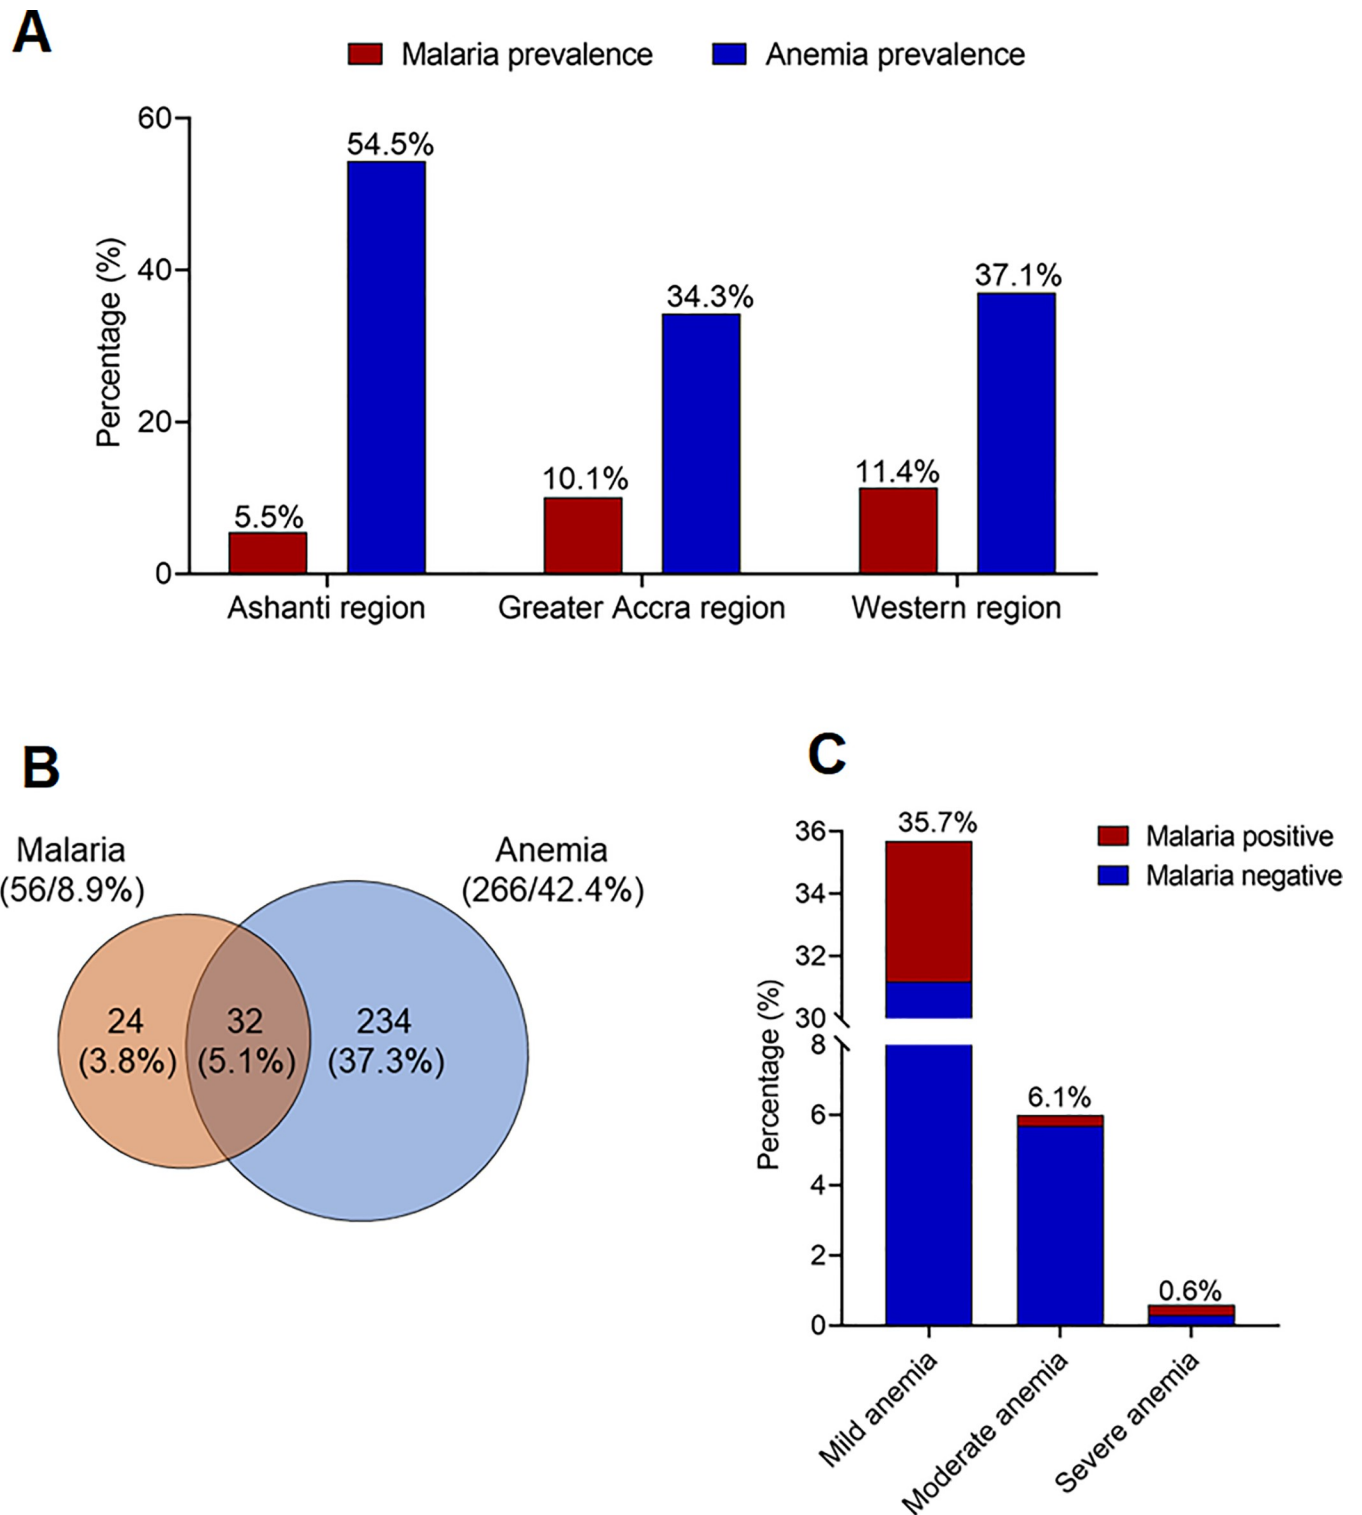 A
Malaria prevalence
Anemia prevalence
Percentage (%)
60
40
20
0
5.5%
54.5%
10.1%
34.3%
11.4%
37.1%
Ashanti region
Greater Accra region
Western region
B
Malaria
(56/8.9%)
Anemia
(266/42.4%)
24
(3.8%)
32
(5.1%)
234
(37.3%)
C
Malaria positive
Malaria negative
Percentage (%)
36
34
32
30
8
6
4
2
0
35.7%
6.1%
0.6%
Mild anemia
Moderate anemia
Severe anemia